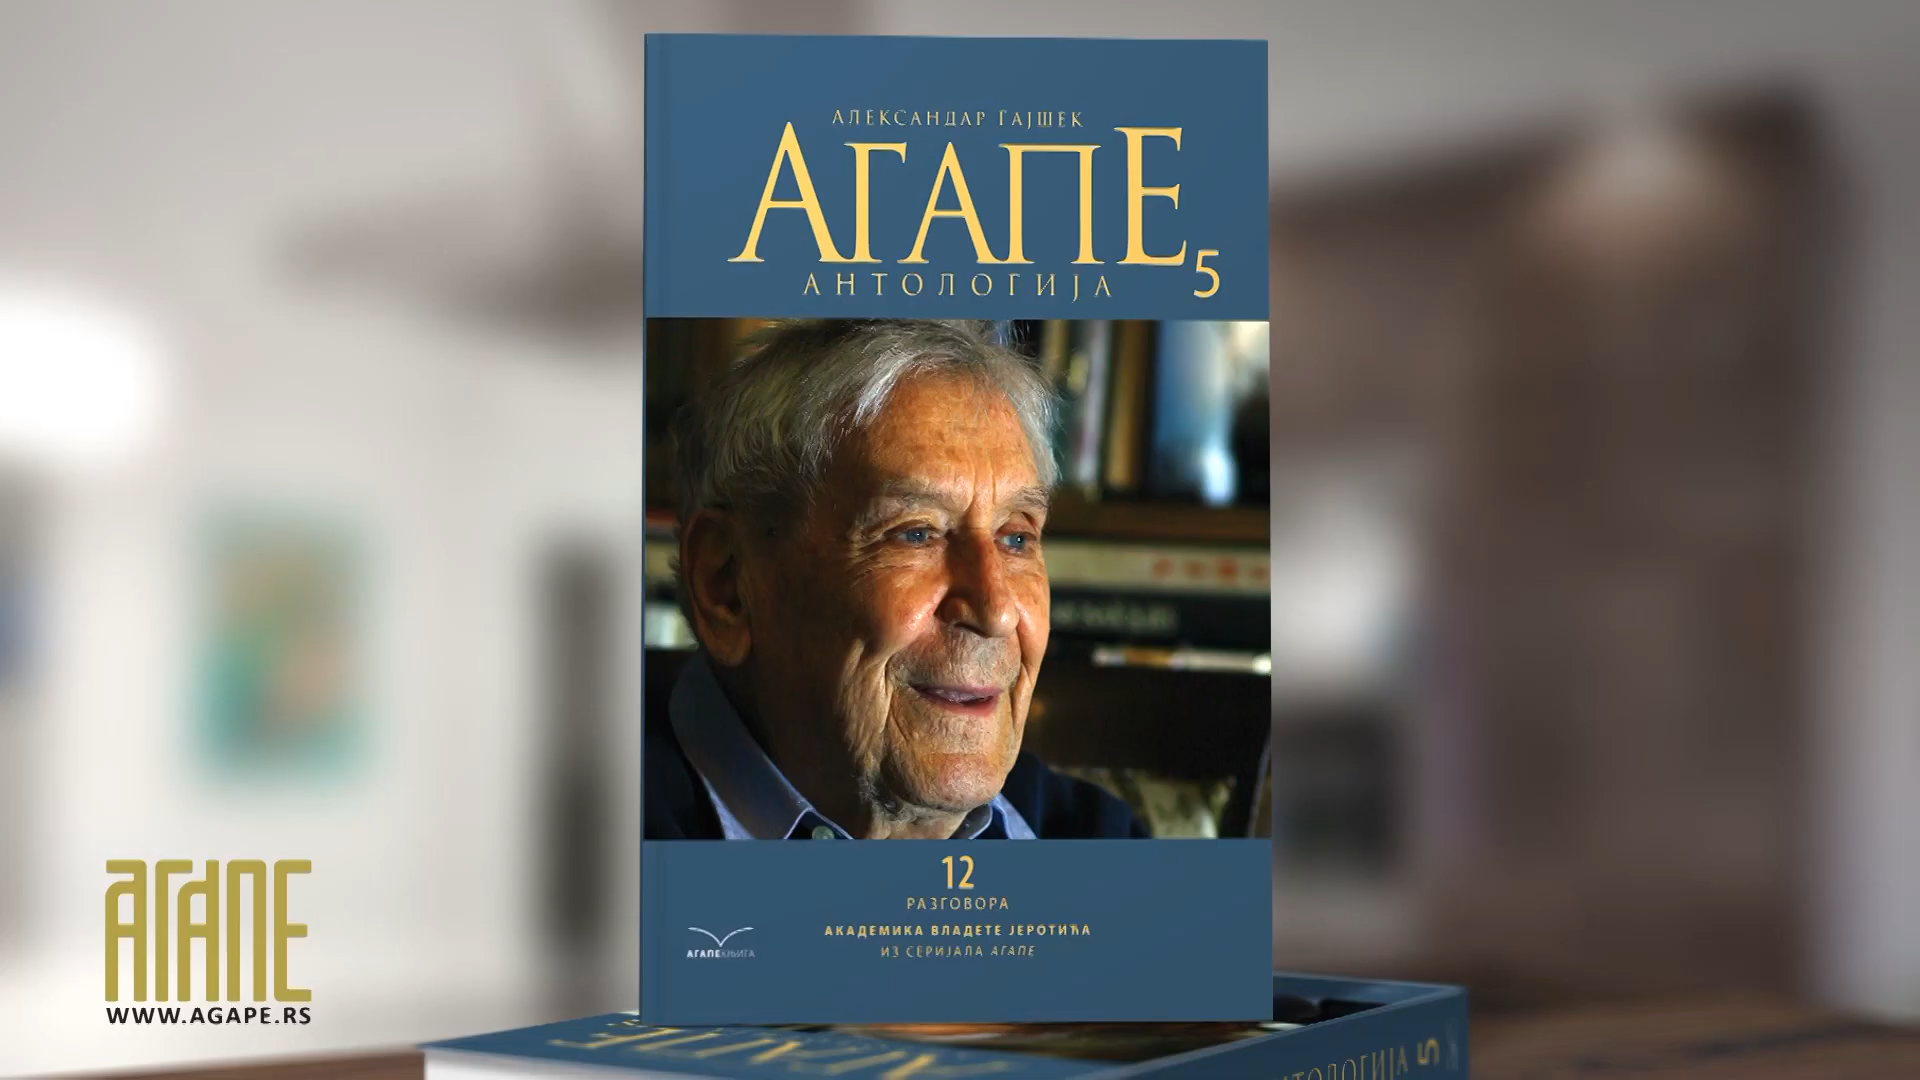 АЛЕКСАНДАР ГАЈШЕК
АГАПЕ 5
АНТОЛОГИЈА
12
РАЗГОВОРА
АКАДЕМИКА ВЛАДЕТЕ ЈЕРОТИЋА
ИЗ СЕРИЈАЛА АГАПЕ
АГАПЕКЊИГА
АГАПЕ
WWW.AGAPE.RS
АГАПЕ
АНТОЛОГИЈА 5